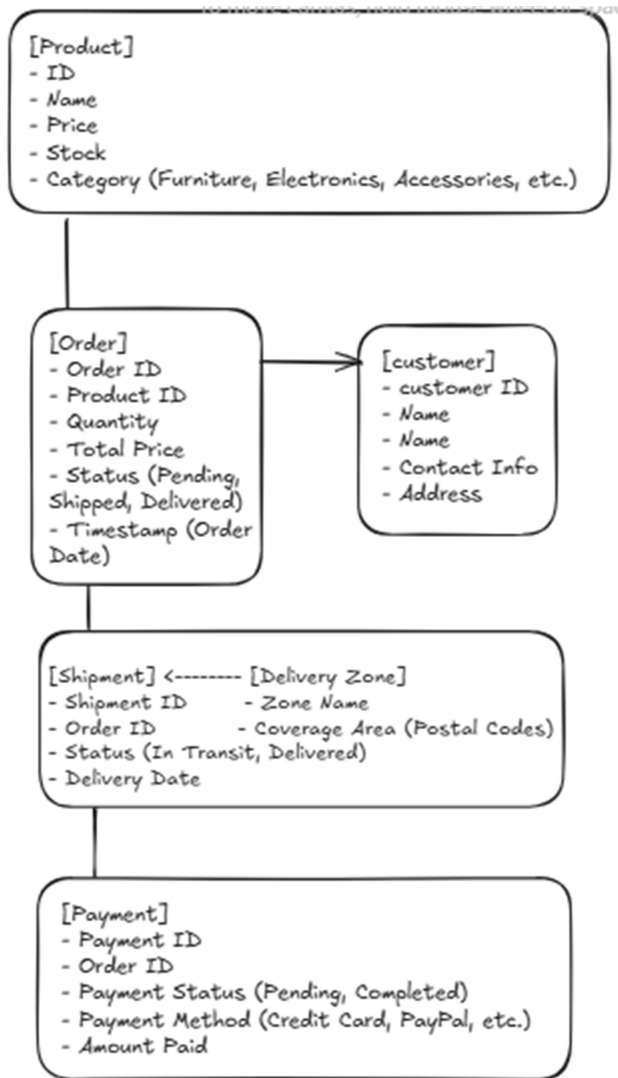 [Product]
- ID
- Name
- Price
- Stock
- Category (Furniture, Electronics, Accessories, etc.)
[Order]
- Order ID
- Product ID
- Quantity
- Total Price
- Status (Pending,
Shipped, Delivered)
- Timestamp (Order
Date)
[customer]
- customer ID
- Name
- Name
- Contact Info
- Address
[Shipment] <-------- [Delivery Zone]
- Shipment ID - Zone Name
- Order ID - Coverage Area (Postal Codes)
- Status (In Transit, Delivered)
- Delivery Date
[Payment]
- Payment ID
- Order ID
- Payment Status (Pending, Completed)
- Payment Method (Credit Card, PayPal, etc.)
- Amount Paid